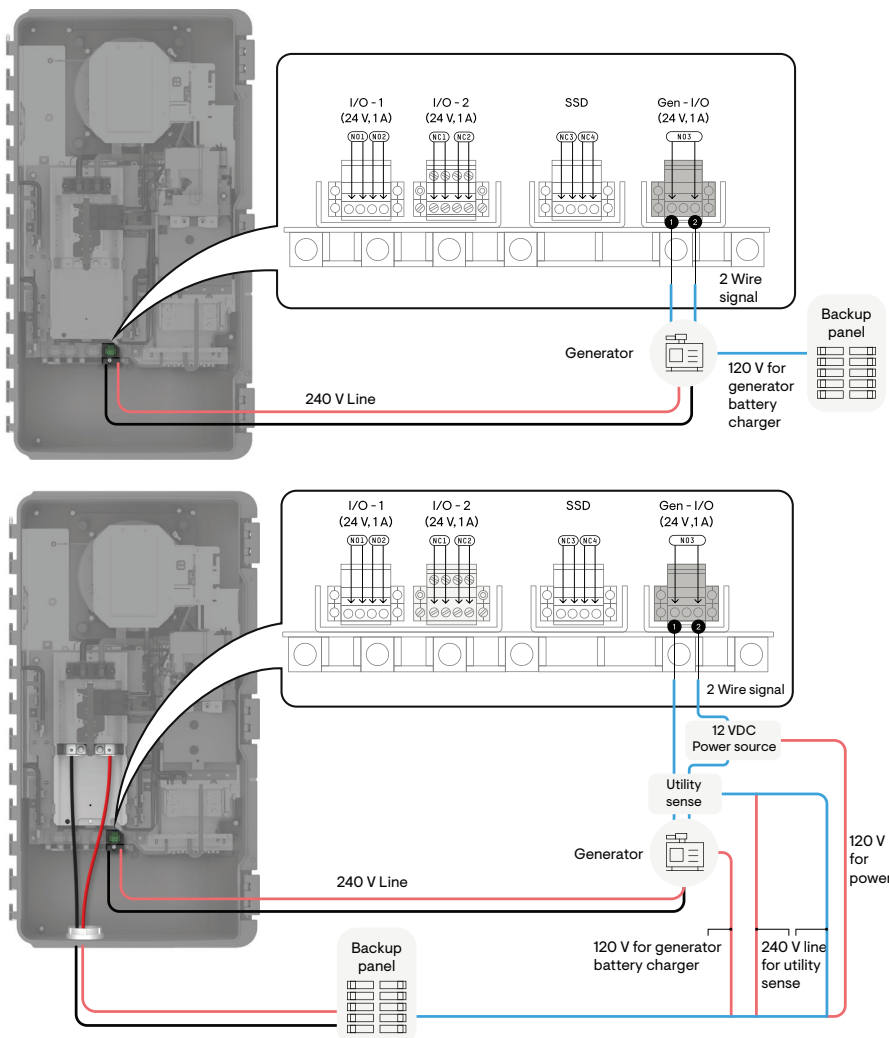 I/O - 1
(24 V, 1 A)
I/O - 2
(24 V, 1 A)
SSD
Gen - I/O
(24 V, 1 A)
NO1 NO2
NC1 NC2
NC3 NC4
NO3
1 2
2 Wire
signal
Generator
Backup
panel
120 V for
generator
battery
charger
240 V Line
I/O - 1
(24 V, 1 A)
I/O - 2
(24 V, 1 A)
SSD
Gen - I/O
(24 V ,1 A)
NO1 NO2
NC1 NC2
NC3 NC4
NO3
1 2
2 Wire signal
12 VDC
Power source
Utility
sense
Generator
120 V
for
power
240 V Line
120 V for generator
battery charger
240 V line
for utility
sense
Backup
panel